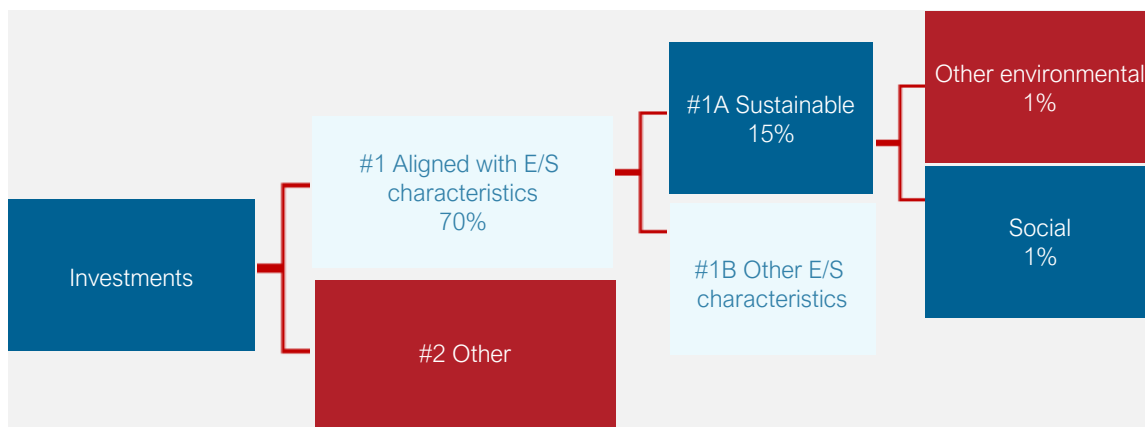 Investments
#1 Aligned with E/S
characteristics
70%
#2 Other
#1A Sustainable
15%
#1B Other E/S
characteristics
Other environmental
1%
Social
1%